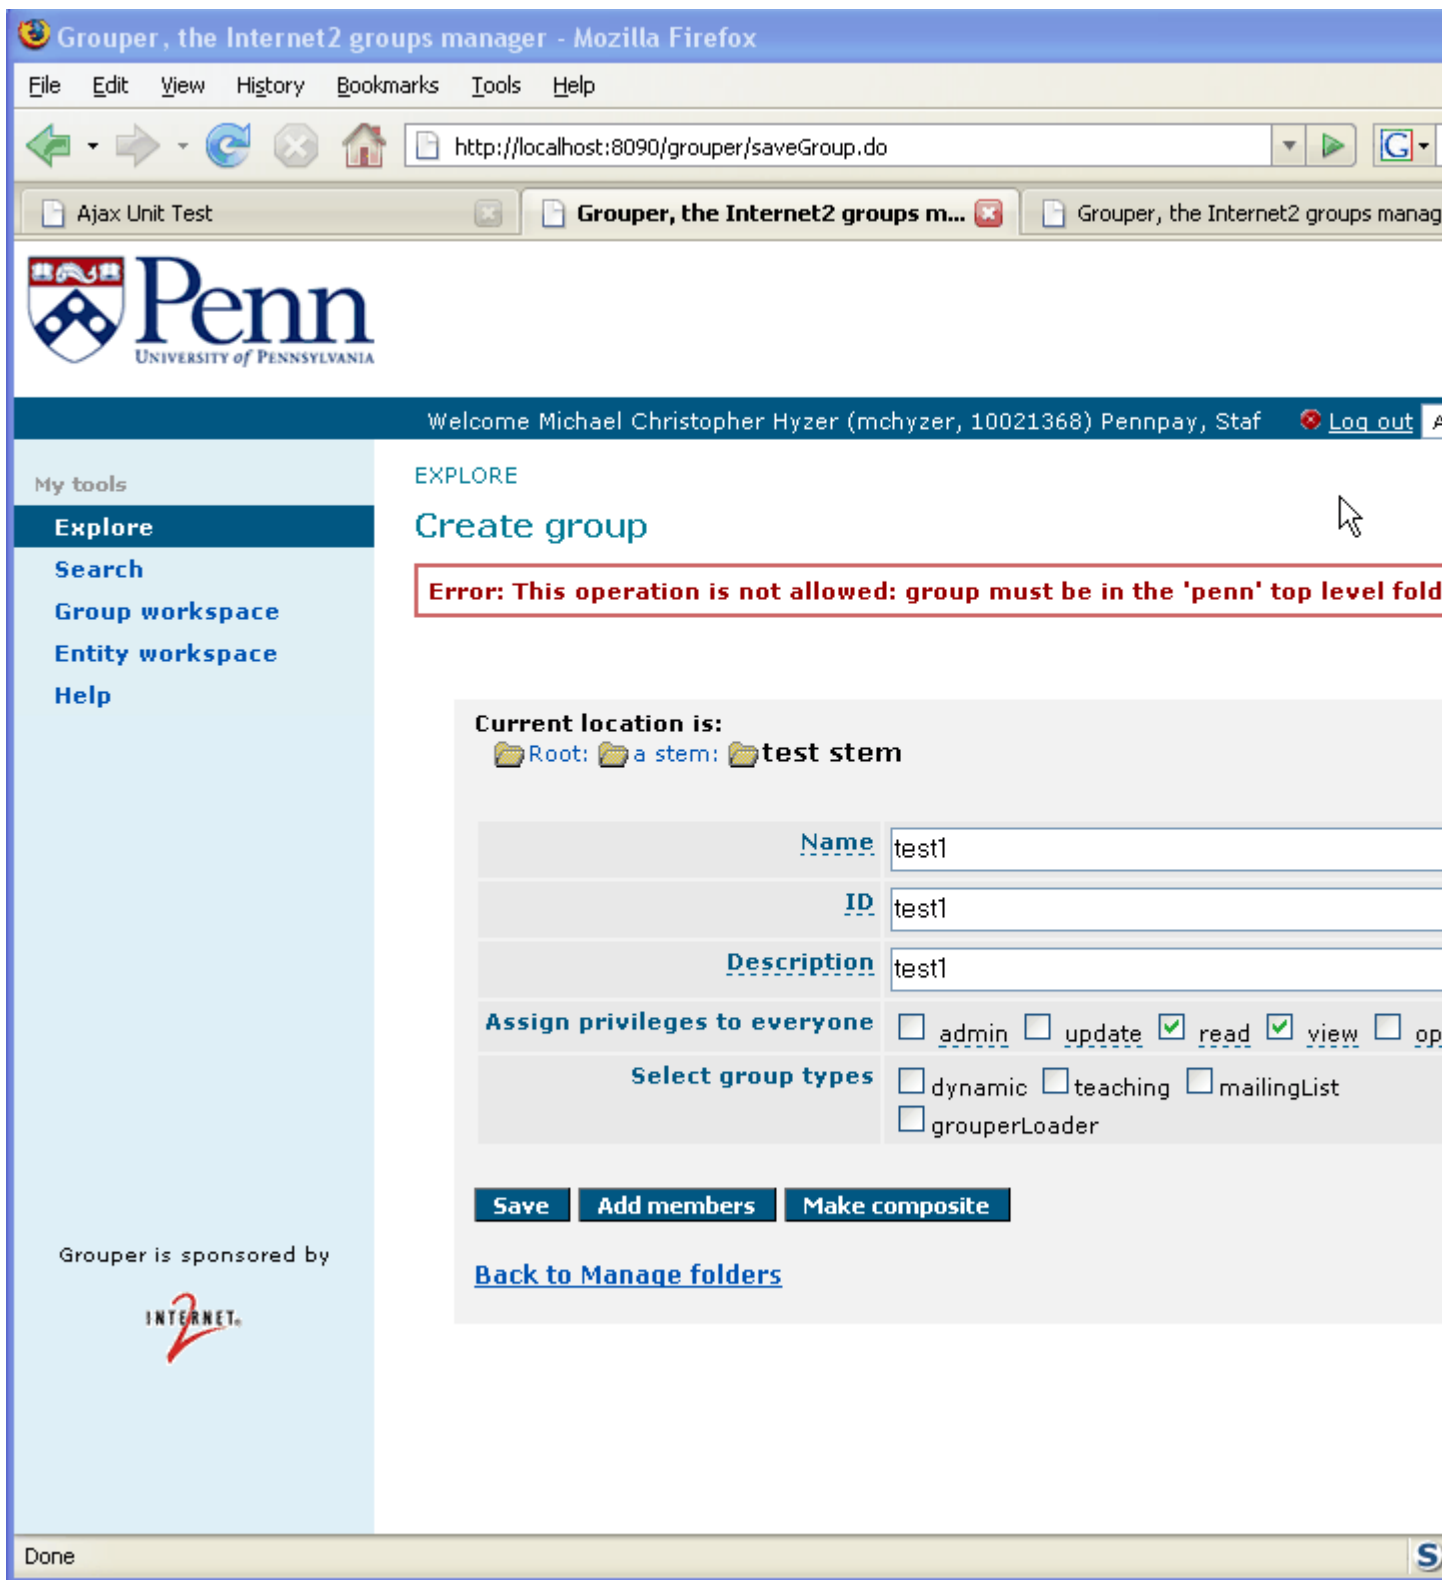 Grouper, the Internet2 groups manager - Mozilla Firefox
File Edit View History Bookmarks Tools Help
http://localhost:8090/grouper/saveGroup.do
G
Ajax Unit Test
Grouper, the Internet2 groups m...
Grouper, the Internet2 groups manag
Penn
UNIVERSITY of PENNSYLVANIA
Welcome Michael Christopher Hyzer (mchyzer, 10021368) Pennpay, Staf Log out A
My tools
Explore
Search
Group workspace
Entity workspace
Help
Grouper is sponsored by
INTERNET®
2
EXPLORE
Create group
Error: This operation is not allowed: group must be in the 'penn' top level fold
Current location is:
Root: a stem: test stem
Name test1
ID test1
Description test1
Assign privileges to everyone admin update read view op
Select group types dynamic teaching mailingList
grouperLoader
Save Add members Make composite
Back to Manage folders
Done
S